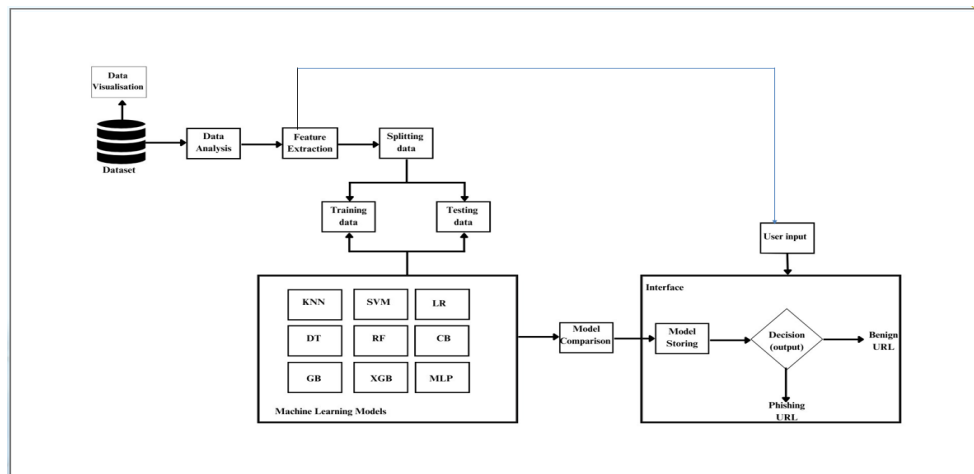 Data
Visualisation
Dataset
Data
Analysis
Feature
Extraction
Splitting
data
Training
data
Testing
data
User input
KNN
SVM
LR
DT
RF
CB
GB
XGB
MLP
Machine Learning Models
Model
Comparison
Interface
Model
Storing
Decision
(output)
Benign
URL
Phishing
URL